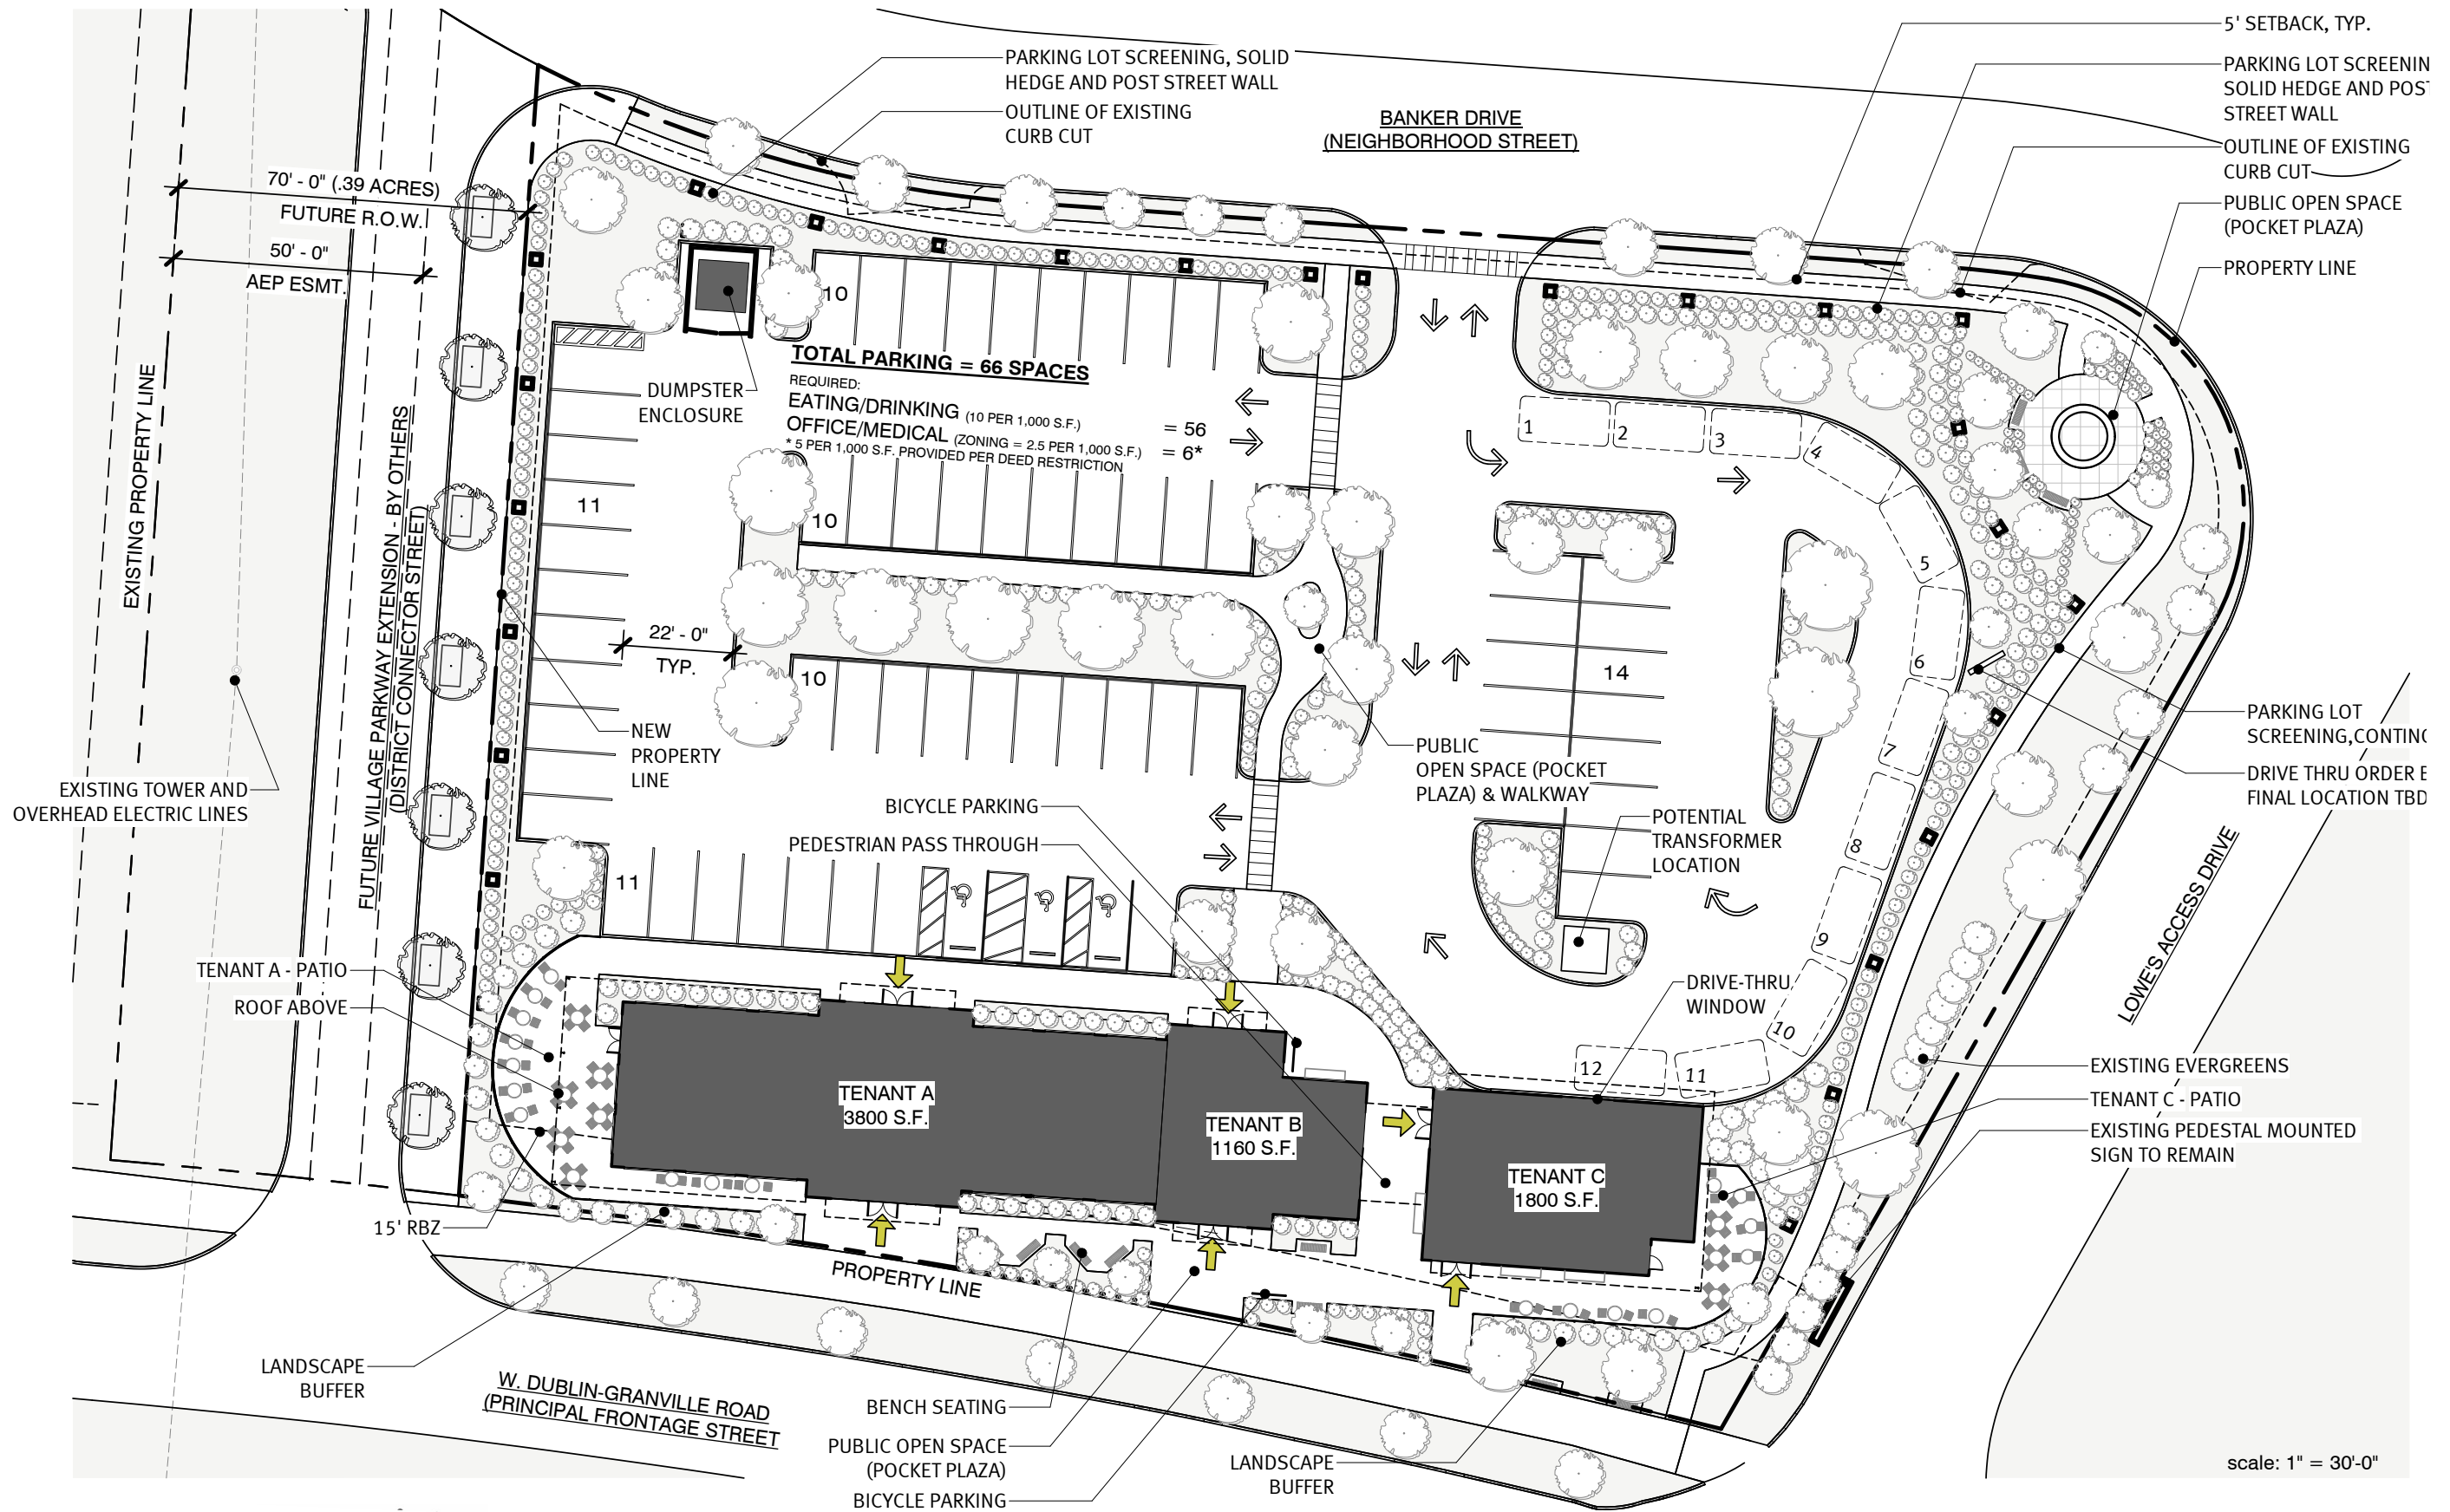 5' SETBACK, TYP.
PARKING LOT SCREENING, SOLID
HEDGE AND POST STREET WALL
OUTLINE OF EXISTING
CURB CUT
BANKER DRIVE
(NEIGHBORHOOD STREET)
PARKING LOT SCREENIN
SOLID HEDGE AND POS
STREET WALL
OUTLINE OF EXISTING
CURB CUT
PUBLIC OPEN SPACE
(POCKET PLAZA)
PROPERTY LINE
70' - 0" (.39 ACRES)
FUTURE R.O.W.
50' - 0"
AEP ESMT.
EXISTING PROPERTY LINE
FUTURE VILLAGE PARKWAY EXTENSION - BY OTHERS
(DISTRICT CONNECTOR STREET)
10
TOTAL PARKING = 66 SPACES
REQUIRED:
EATING/DRINKING (10 PER 1,000 S.F.) = 56
OFFICE/MEDICAL (ZONING = 2.5 PER 1,000 S.F.) = 6*
* 5 PER 1,000 S.F. PROVIDED PER DEED RESTRICTION
DUMPSTER
ENCLOSURE
11
10
10
11
14
1
2
3
4
5
6
7
8
9
10
11
12
22' - 0"
TYP.
NEW
PROPERTY
LINE
EXISTING TOWER AND
OVERHEAD ELECTRIC LINES
PUBLIC
OPEN SPACE (POCKET
PLAZA) & WALKWAY
BICYCLE PARKING
PEDESTRIAN PASS THROUGH
POTENTIAL
TRANSFORMER
LOCATION
PARKING LOT
SCREENING,CONTIN
DRIVE THRU ORDER B
FINAL LOCATION TBD
LOWE'S ACCESS DRIVE
TENANT A - PATIO
ROOF ABOVE
DRIVE-THRU
WINDOW
TENANT A
3800 S.F.
TENANT B
1160 S.F.
TENANT C
1800 S.F.
EXISTING EVERGREENS
TENANT C - PATIO
EXISTING PEDESTAL MOUNTED
SIGN TO REMAIN
15' RBZ
PROPERTY LINE
LANDSCAPE
BUFFER
W. DUBLIN-GRANVILLE ROAD
(PRINCIPAL FRONTAGE STREET
BENCH SEATING
PUBLIC OPEN SPACE
(POCKET PLAZA)
BICYCLE PARKING
LANDSCAPE
BUFFER
scale: 1" = 30'-0"